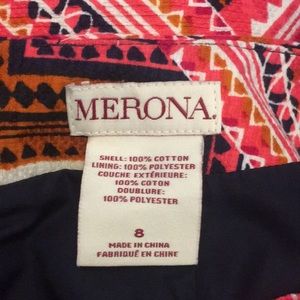 MERONA.
SHELL: 100% COTTON
LINING: 100% POLYESTER
COUCHE EXTÉRIEURE:
100% COTON
DOUBLURE:
100% POLYESTER
8
MADE IN CHINA
FABRIQUÉ EN CHINE